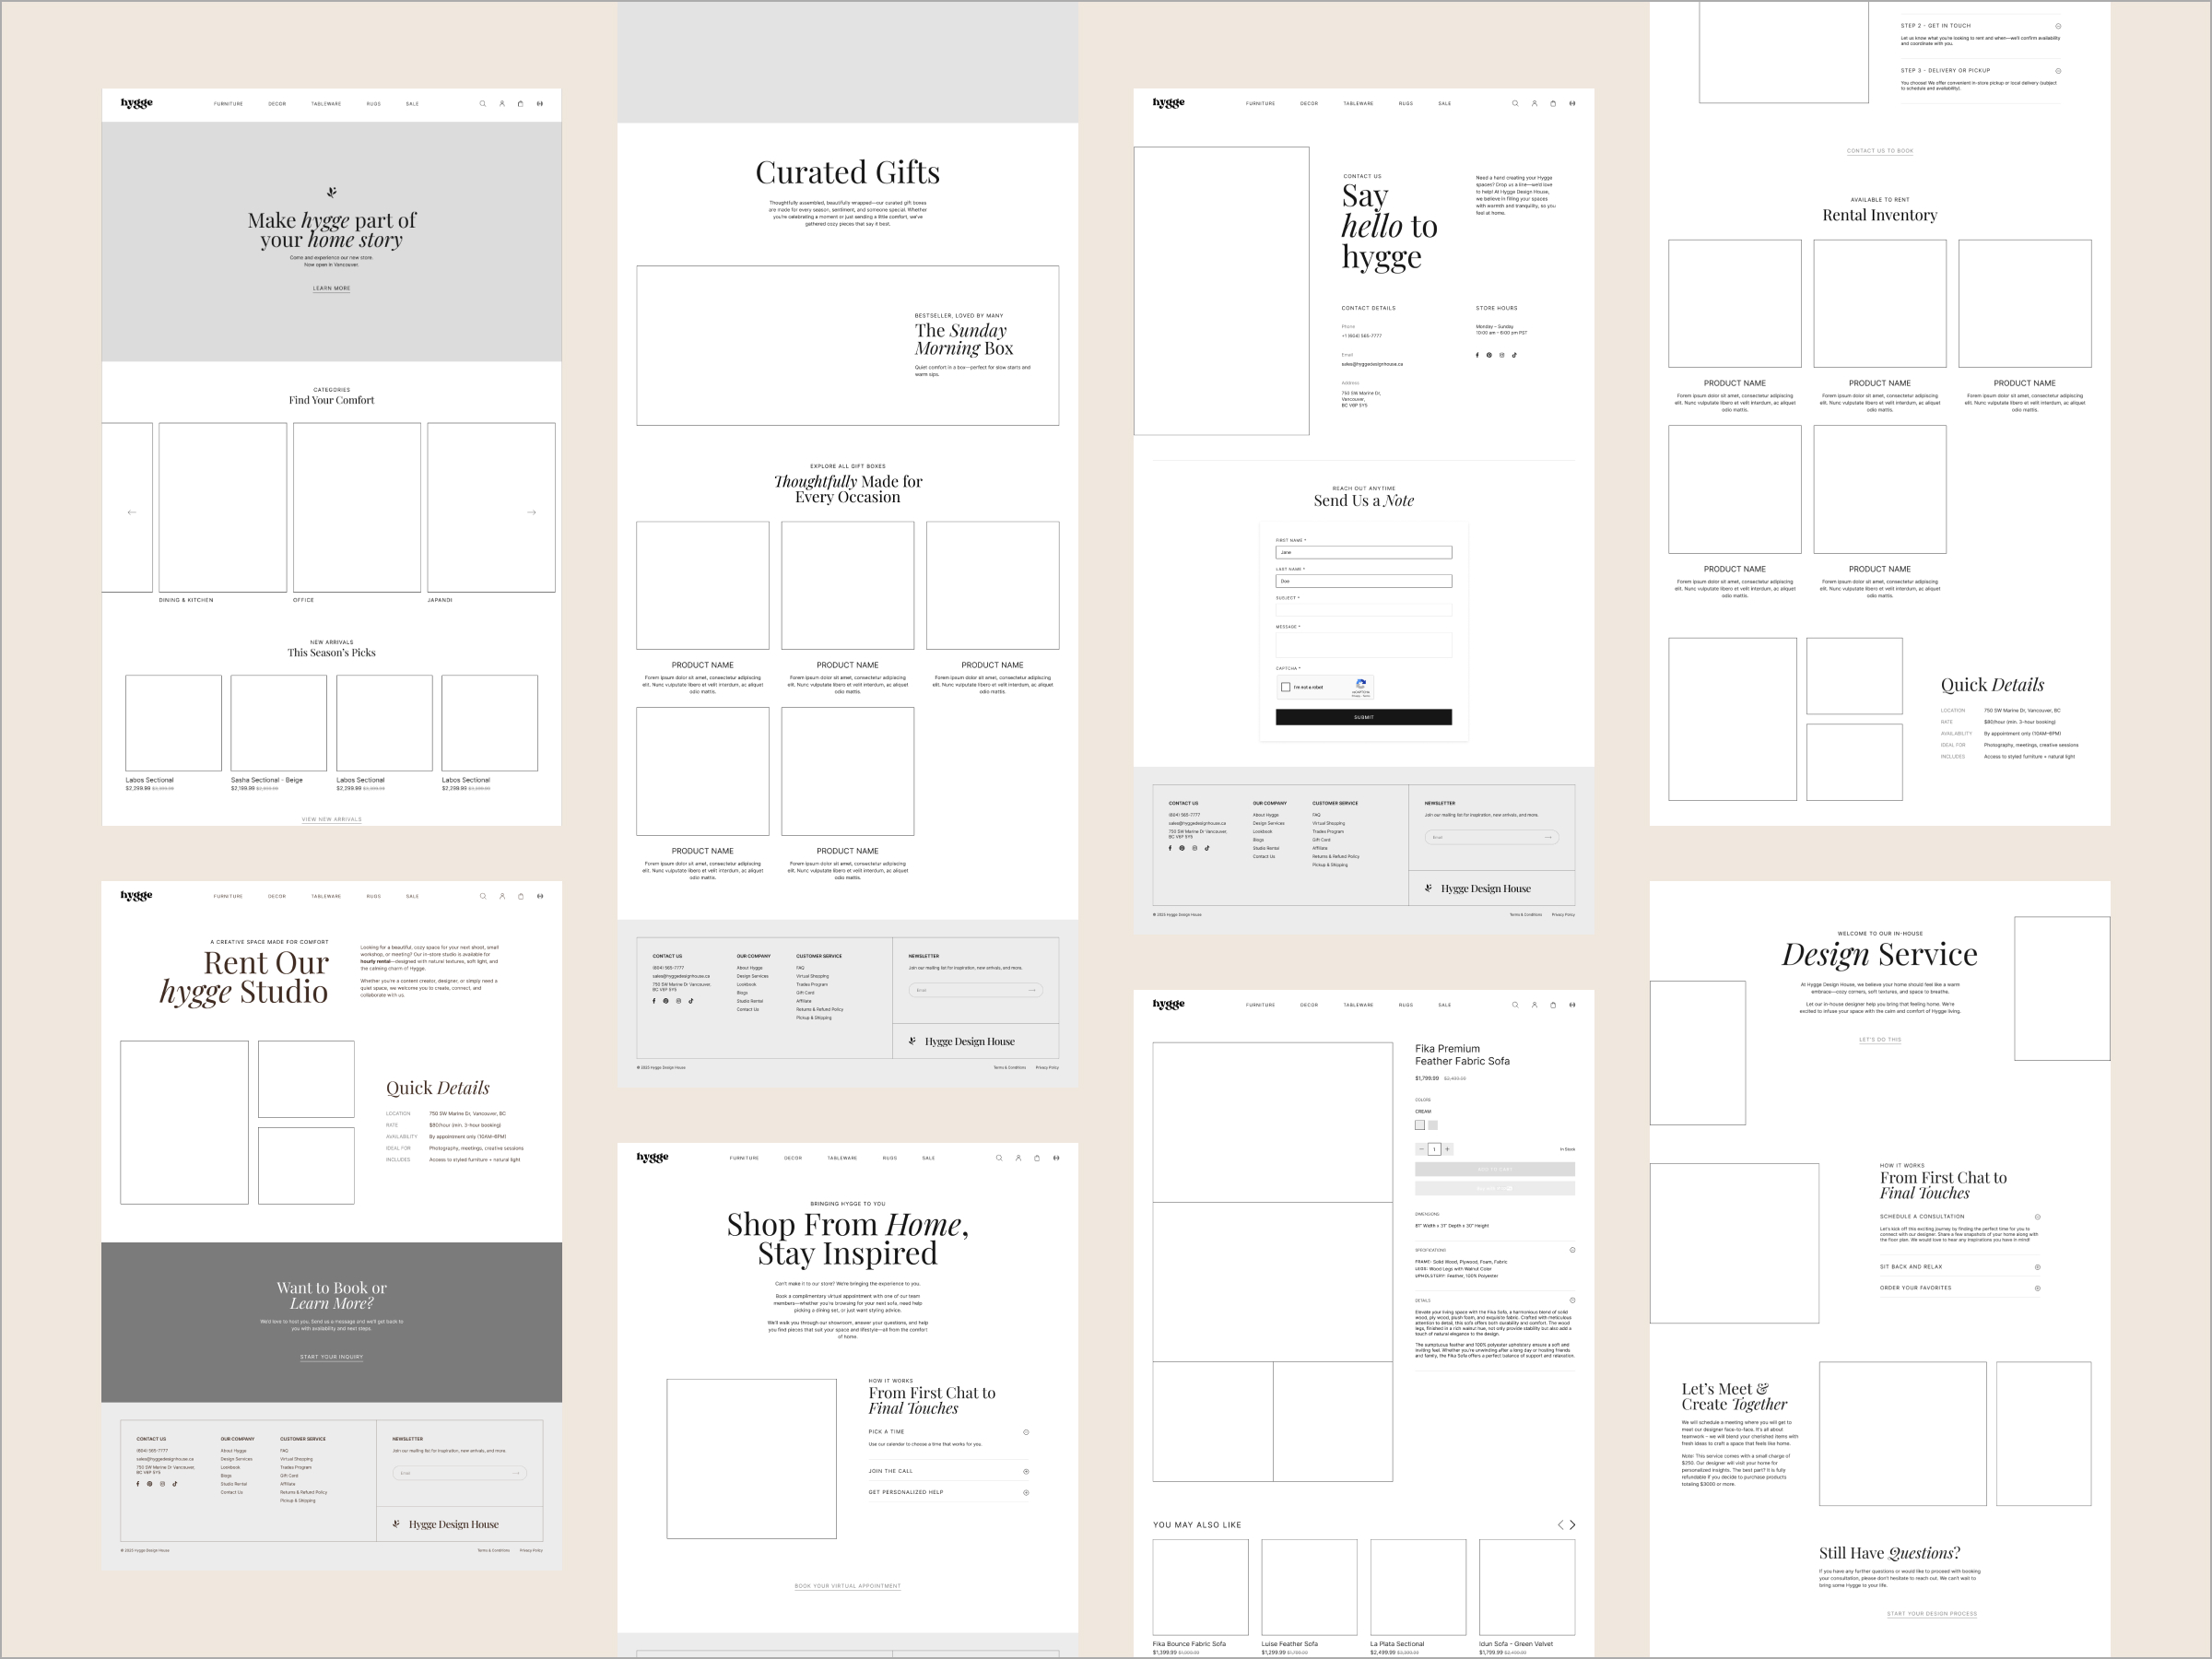 hygge
FURNITURE DECOR TABLEWARE RUGS SALE
Make hygge part of
your home story
Come and experience our new store.
Now open in Vancouver.
LEARN MORE
CATEGORIES
Find Your Comfort
DINING & KITCHEN
OFFICE
JAPANDI
NEW ARRIVALS
This Season's Picks
Labos Sectional
$2,299.99
Sasha Sectional - Beige
$2,199.99
Labos Sectional
$2,299.99
Labos Sectional
$2,299.99
VIEW NEW ARRIVALS
hygge
FURNITURE DECOR TABLEWARE RUGS SALE
A CREATIVE SPACE MADE FOR COMFORT
Rent Our
hygge Studio
Looking for a beautiful, cozy space for your next shoot, small
workshop, or meeting? Our in-store studio is available for
hourly rental—designed with natural textures, soft light, and
the calming charm of Hygge.
Whether you're a content creator, designer, or simply need a
quiet space, we welcome you to create, connect, and
collaborate with us.
Quick Details
LOCATION 750 SW Marine Dr, Vancouver, BC
RATE $80/hour (min. 3-hour booking)
AVAILABILITY By appointment only (10AM–6PM)
IDEAL FOR Photography, meetings, creative sessions
INCLUDES Access to styled furniture + natural light
Want to Book or
Learn More?
We'd love to host you. Send us a message and we'll get back to
you with availability and next steps.
START YOUR INQUIRY
CONTACT US
(604) 565-7777
sales@hyggedesignhouse.ca
750 SW Marine Dr Vancouver,
BC V6P 5Y5
OUR COMPANY
About Hygge
Design Services
Lookbook
Blogs
Studio Rental
Contact Us
CUSTOMER SERVICE
FAQ
Virtual Shopping
Trades Program
Gift Card
Affiliate
Returns & Refund Policy
Pickup & Shipping
NEWSLETTER
Join our mailing list for inspiration, new arrivals, and more.
Email
Hygge Design House
© 2025 Hygge Design House
Terms & Conditions Privacy Policy
Curated Gifts
Thoughtfully assembled, beautifully wrapped—our curated gift boxes
are made for every season, sentiment, and someone special. Whether
you're celebrating a moment or just sending a little comfort, we've
gathered cozy pieces that say it best.
BESTSELLER, LOVED BY MANY
The Sunday
Morning Box
Quiet comfort in a box—perfect for slow starts and
warm sips.
EXPLORE ALL GIFT BOXES
Thoughtfully Made for
Every Occasion
PRODUCT NAME
Forem ipsum dolor sit amet, consectetur adipiscing
elit. Nunc vulputate libero et velit interdum, ac aliquet
odio mattis.
PRODUCT NAME
Forem ipsum dolor sit amet, consectetur adipiscing
elit. Nunc vulputate libero et velit interdum, ac aliquet
odio mattis.
PRODUCT NAME
Forem ipsum dolor sit amet, consectetur adipiscing
elit. Nunc vulputate libero et velit interdum, ac aliquet
odio mattis.
PRODUCT NAME
Forem ipsum dolor sit amet, consectetur adipiscing
elit. Nunc vulputate libero et velit interdum, ac aliquet
odio mattis.
PRODUCT NAME
Forem ipsum dolor sit amet, consectetur adipiscing
elit. Nunc vulputate libero et velit interdum, ac aliquet
odio mattis.
CONTACT US
(604) 565-7777
sales@hyggedesignhouse.ca
750 SW Marine Dr Vancouver,
BC V6P 5Y5
OUR COMPANY
About Hygge
Design Services
Lookbook
Blogs
Studio Rental
Contact Us
CUSTOMER SERVICE
FAQ
Virtual Shopping
Trades Program
Gift Card
Affiliate
Returns & Refund Policy
Pickup & Shipping
NEWSLETTER
Join our mailing list for inspiration, new arrivals, and more.
Email
Hygge Design House
© 2025 Hygge Design House
Terms & Conditions Privacy Policy
hygge
FURNITURE DECOR TABLEWARE RUGS SALE
BRINGING HYGGE TO YOU
Shop From Home,
Stay Inspired
Can't make it to our store? We're bringing the experience to you.
Book a complimentary virtual appointment with one of our team
members—whether you're browsing for your next sofa, need help
picking a dining set, or just want styling advice.
We'll walk you through our showroom, answer your questions, and help
you find pieces that suit your space and lifestyle—all from the comfort
of home.
HOW IT WORKS
From First Chat to
Final Touches
PICK A TIME
Use our calendar to choose a time that works for you.
JOIN THE CALL
GET PERSONALIZED HELP
BOOK YOUR VIRTUAL APPOINTMENT
hygge
FURNITURE DECOR TABLEWARE RUGS SALE
CONTACT US
Say
hello to
hygge
Need a hand creating your Hygge
spaces? Drop us a line—we'd love
to help! At Hygge Design House,
we believe in filling your spaces
with warmth and tranquility, so you
feel at home.
CONTACT DETAILS
Phone
+1 (604) 565-7777
Email
sales@hyggedesignhouse.ca
Address
750 SW Marine Dr,
Vancouver,
BC V6P 5Y5
STORE HOURS
Monday – Sunday
10:00 am - 6:00 pm PST
REACH OUT ANYTIME
Send Us a Note
FIRST NAME *
Jane
LAST NAME *
Doe
SUBJECT *
MESSAGE *
CAPTCHA *
I'm not a robot
reCAPTCHA
Privacy - Terms
SUBMIT
CONTACT US
(604) 565-7777
sales@hyggedesignhouse.ca
750 SW Marine Dr Vancouver,
BC V6P 5Y5
OUR COMPANY
About Hygge
Design Services
Lookbook
Blogs
Studio Rental
Contact Us
CUSTOMER SERVICE
FAQ
Virtual Shopping
Trades Program
Gift Card
Affiliate
Returns & Refund Policy
Pickup & Shipping
NEWSLETTER
Join our mailing list for inspiration, new arrivals, and more.
Email
Hygge Design House
© 2025 Hygge Design House
Terms & Conditions Privacy Policy
hygge
FURNITURE DECOR TABLEWARE RUGS SALE
Fika Premium
Feather Fabric Sofa
$1,799.99 $2,499.99
COLORS
CREAM
1
In Stock
ADD TO CART
DIMENSIONS
81" Width x 37" Depth x 30" Height
SPECIFICATIONS
FRAME: Solid Wood, Plywood, Foam, Fabric
LEGS: Wood Legs with Walnut Color
UPHOLSTERY: Feather, 100% Polyester
DETAILS
Elevate your living space with the Fika Sofa, a harmonious blend of solid
wood, ply wood, plush foam, and exquisite fabric. Crafted with meticulous
attention to detail, this sofa offers both durability and comfort. The wood
legs, finished in a rich walnut hue, not only provide stability but also add a
touch of natural elegance to the design.
The sumptuous feather and 100% polyester upholstery ensure a soft and
inviting feel. Whether you're unwinding after a long day or hosting friends
and family, the Fika Sofa offers a perfect balance of support and relaxation.
YOU MAY ALSO LIKE
Fika Bounce Fabric Sofa
$1,399.99
Luise Feather Sofa
$1,299.99
La Plata Sectional
$2,499.99
Idun Sofa - Green Velvet
$1,799.99
STEP 2 - GET IN TOUCH
Let us know what you're looking to rent and when—we'll confirm availability
and coordinate with you.
STEP 3 - DELIVERY OR PICKUP
You choose! We offer convenient in-store pickup or local delivery (subject
to schedule and availability).
CONTACT US TO BOOK
AVAILABLE TO RENT
Rental Inventory
PRODUCT NAME
Forem ipsum dolor sit amet, consectetur adipiscing
elit. Nunc vulputate libero et velit interdum, ac aliquet
odio mattis.
PRODUCT NAME
Forem ipsum dolor sit amet, consectetur adipiscing
elit. Nunc vulputate libero et velit interdum, ac aliquet
odio mattis.
PRODUCT NAME
Forem ipsum dolor sit amet, consectetur adipiscing
elit. Nunc vulputate libero et velit interdum, ac aliquet
odio mattis.
PRODUCT NAME
Forem ipsum dolor sit amet, consectetur adipiscing
elit. Nunc vulputate libero et velit interdum, ac aliquet
odio mattis.
PRODUCT NAME
Forem ipsum dolor sit amet, consectetur adipiscing
elit. Nunc vulputate libero et velit interdum, ac aliquet
odio mattis.
Quick Details
LOCATION 750 SW Marine Dr, Vancouver, BC
RATE $80/hour (min. 3-hour booking)
AVAILABILITY By appointment only (10AM–6PM)
IDEAL FOR Photography, meetings, creative sessions
INCLUDES Access to styled furniture + natural light
WELCOME TO OUR IN-HOUSE
Design Service
At Hygge Design House, we believe your home should feel like a warm
embrace—cozy corners, soft textures, and space to breathe.
Let our in-house designer help you bring that feeling home. We're
excited to infuse your space with the calm and comfort of Hygge living.
LET'S DO THIS
HOW IT WORKS
From First Chat to
Final Touches
SCHEDULE A CONSULTATION
Let's kick off this exciting journey by finding the perfect time for you to
connect with our designer. Share a few snapshots of your home along with
the floor plan. We would love to hear any inspirations you have in mind!
SIT BACK AND RELAX
ORDER YOUR FAVORITES
Let's Meet &
Create Together
We will schedule a meeting where you will get to
meet our designer face-to-face. It's all about
teamwork – we will blend your cherished items with
fresh ideas to craft a space that feels like home.
Note: This service comes with a small charge of
$250. Our designer will visit your home for
personalized insights. The best part? It is fully
refundable if you decide to purchase products
totaling $3000 or more.
Still Have Questions?
If you have any further questions or would like to proceed with booking
your consultation, please don't hesitate to reach out. We can't wait to
bring some Hygge to your life.
START YOUR DESIGN PROCESS